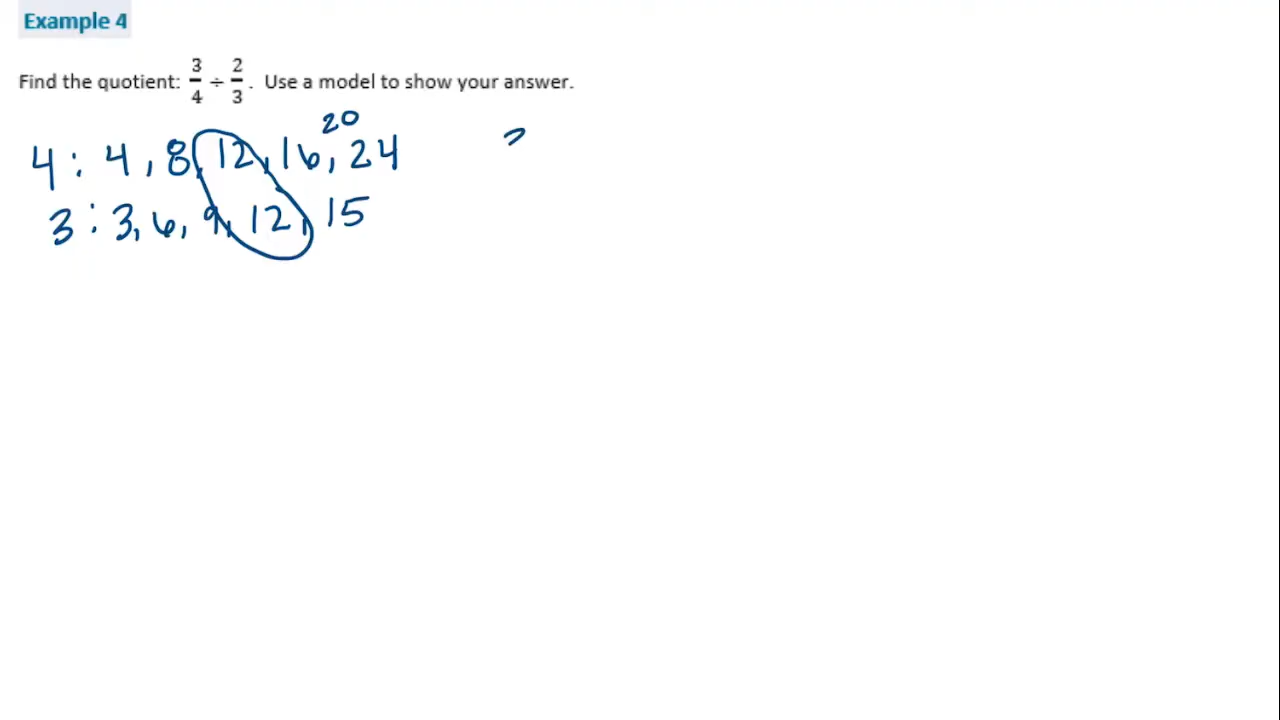 Example 4
Find the quotient: 3/4 ÷ 2/3. Use a model to show your answer.
20
4: 4, 8, 12, 16, 24
3: 3, 6, 9, 12, 15